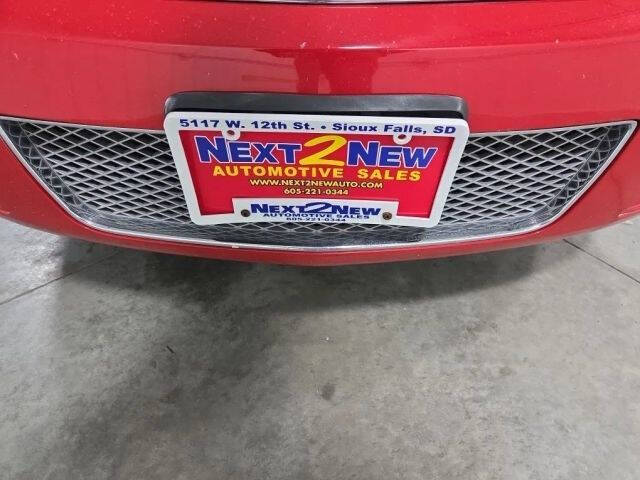 5117 W. 12th St. • Sioux Falls, SD
NEXT2NEW
AUTOMOTIVE SALES
WWW.NEXT2NEWAUTO.COM
605-221-0344
NEXT2NEW
AUTOMOTIVE SALES
605-221-0344